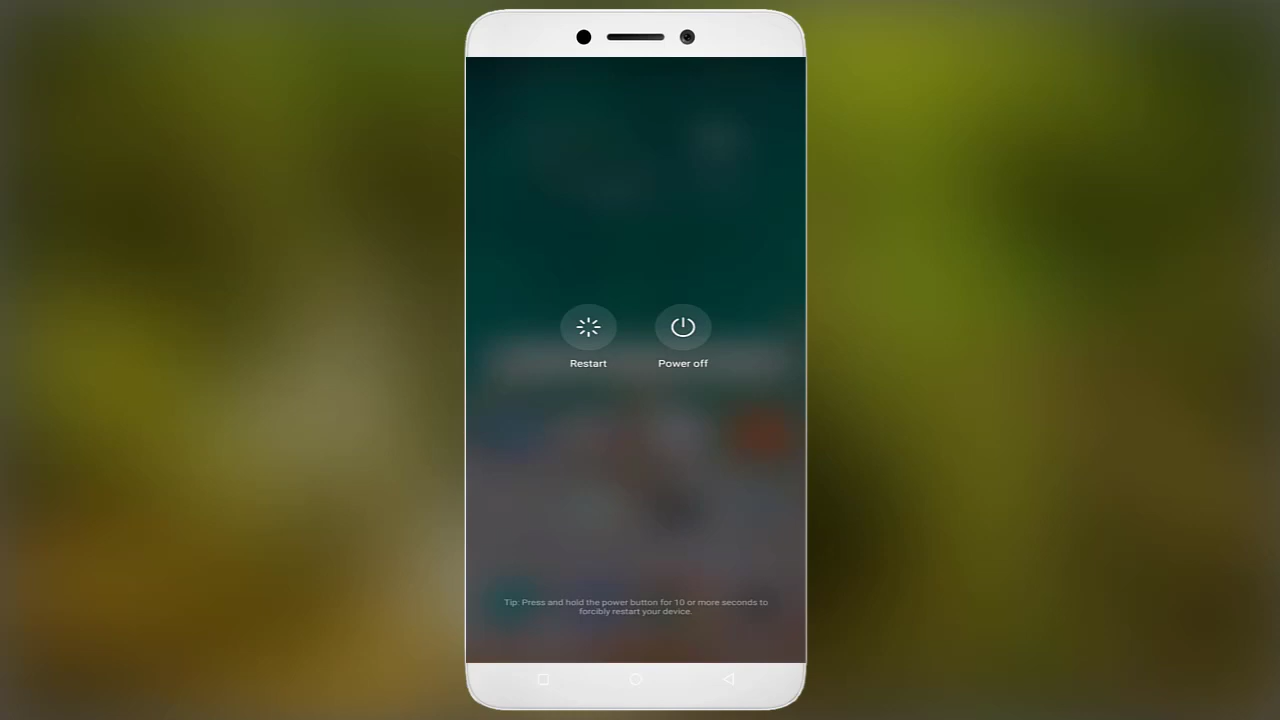 Restart
Power off
Tip: Press and hold the power button for 10 or more seconds to
forcibly restart your device.